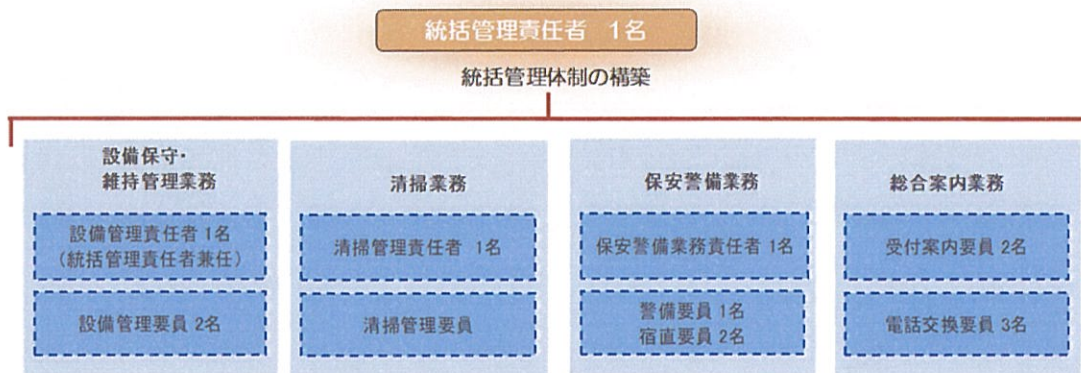 統括管理責任者 1名
統括管理体制の構築
設備保守・
維持管理業務
設備管理責任者 1名
(統括管理責任者兼任)
設備管理要員 2名
清掃業務
清掃管理責任者 1名
清掃管理要員
保安警備業務
保安警備業務責任者 1名
警備要員 1名
宿直要員 2名
総合案内業務
受付案内要員 2名
電話交換要員 3名